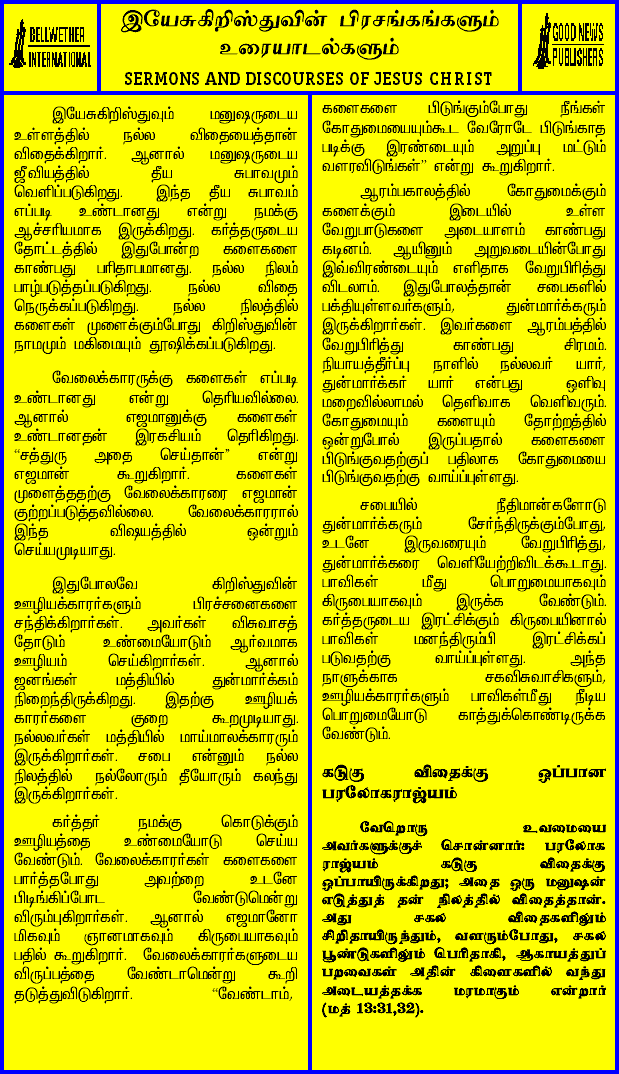 BELLWETHER
INTERNATIONAL
இயேசுகிறிஸ்துவின் பிரசங்கங்களும்
உரையாடல்களும்
SERMONS AND DISCOURSES OF JESUS CHRIST
GOOD NEWS
PUBLISHERS
இயேசுகிறிஸ்துவும் மனுஷருடைய
உள்ளத்தில் நல்ல விதையைத்தான்
விதைக்கிறார். ஆனால் மனுஷருடைய
ஜீவியத்தில் தீய சுபாவமும்
வெளிப்படுகிறது. இந்த தீய சுபாவம்
எப்படி உண்டானது என்று நமக்கு
ஆச்சரியமாக இருக்கிறது. கர்த்தருடைய
தோட்டத்தில் இதுபோன்ற களைகளை
காண்பது பரிதாபமானது. நல்ல நிலம்
பாழ்படுத்தப்படுகிறது. நல்ல விதை
நெருக்கப்படுகிறது. நல்ல நிலத்தில்
களைகள் முளைக்கும்போது கிறிஸ்துவின்
நாமமும் மகிமையும் தூஷிக்கப்படுகிறது.
வேலைக்காரருக்கு களைகள் எப்படி
உண்டானது என்று தெரியவில்லை.
ஆனால் எஜமானுக்கு களைகள்
உண்டானதன் இரகசியம் தெரிகிறது.
“சத்துரு அதை செய்தான்” என்று
எஜமான் கூறுகிறார். களைகள்
முளைத்ததற்கு வேலைக்காரரை எஜமான்
குற்றப்படுத்தவில்லை. வேலைக்காரரால்
இந்த விஷயத்தில் ஒன்றும்
செய்யமுடியாது.
இதுபோலவே கிறிஸ்துவின்
ஊழியக்காரர்களும் பிரச்சனைகளை
சந்திக்கிறார்கள். அவர்கள் விசுவாசத்
தோடும் உண்மையோடும் ஆர்வமாக
ஊழியம் செய்கிறார்கள். ஆனால்
ஜனங்கள் மத்தியில் துன்மார்க்கம்
நிறைந்திருக்கிறது. இதற்கு ஊழியக்
காரர்களை குறை கூறமுடியாது.
நல்லவர்கள் மத்தியில் மாய்மாலக்காரரும்
இருக்கிறார்கள். சபை என்னும் நல்ல
நிலத்தில் நல்லோரும் தீயோரும் கலந்து
இருக்கிறார்கள்.
கர்த்தர் நமக்கு கொடுக்கும்
ஊழியத்தை உண்மையோடு செய்ய
வேண்டும். வேலைக்காரர்கள் களைகளை
பார்த்தபோது அவற்றை உடனே
பிடிங்கிப்போட வேண்டுமென்று
விரும்புகிறார்கள். ஆனால் எஜமானோ
மிகவும் ஞானமாகவும் கிருபையாகவும்
பதில் கூறுகிறார். வேலைக்காரர்களுடைய
விருப்பத்தை வேண்டாமென்று கூறி
தடுத்துவிடுகிறார். “வேண்டாம்,
களைகளை பிடுங்கும்போது நீங்கள்
கோதுமையையும்கூட வேரோடே பிடுங்காத
படிக்கு இரண்டையும் அறுப்பு மட்டும்
வளரவிடுங்கள்” என்று கூறுகிறார்.
ஆரம்பகாலத்தில் கோதுமைக்கும்
களைக்கும் இடையில் உள்ள
வேறுபாடுகளை அடையாளம் காண்பது
கடினம். ஆயினும் அறுவடையின்போது
இவ்விரண்டையும் எளிதாக வேறுபிரித்து
விடலாம். இதுபோலத்தான் சபைகளில்
பக்தியுள்ளவர்களும், துன்மார்க்கரும்
இருக்கிறார்கள். இவர்களை ஆரம்பத்தில்
வேறுபிரித்து காண்பது சிரமம்.
நியாயத்தீர்ப்பு நாளில் நல்லவர் யார்,
துன்மார்க்கர் யார் என்பது ஒளிவு
மறைவில்லாமல் தெளிவாக வெளிவரும்.
கோதுமையும் களையும் தோற்றத்தில்
ஒன்றுபோல் இருப்பதால் களைகளை
பிடுங்குவதற்குப் பதிலாக கோதுமையை
பிடுங்குவதற்கு வாய்ப்புள்ளது.
சபையில் நீதிமான்களோடு
துன்மார்க்கரும் சேர்ந்திருக்கும்போது,
உடனே இருவரையும் வேறுபிரித்து,
துன்மார்க்கரை வெளியேற்றிவிடக்கூடாது.
பாவிகள் மீது பொறுமையாகவும்
கிருபையாகவும் இருக்க வேண்டும்.
கர்த்தருடைய இரட்சிக்கும் கிருபையினால்
பாவிகள் மனந்திரும்பி இரட்சிக்கப்
படுவதற்கு வாய்ப்புள்ளது. அந்த
நாளுக்காக சகவிசுவாசிகளும்,
ஊழியக்காரர்களும் பாவிகள்மீது நீடிய
பொறுமையோடு காத்துக்கொண்டிருக்க
வேண்டும்.
கடுகு விதைக்கு ஒப்பான
பரலோகராஜ்யம்
வேறொரு உவமையை
அவர்களுக்குச் சொன்னார்: பரலோக
ராஜ்யம் கடுகு விதைக்கு
ஒப்பாயிருக்கிறது; அதை ஒரு மனுஷன்
எடுத்துத் தன் நிலத்தில் விதைத்தான்.
அது சகல விதைகளிலும்
சிறிதாயிருந்தும், வளரும்போது, சகல
பூண்டுகளிலும் பெரிதாகி, ஆகாயத்துப்
பறவைகள் அதின் கிளைகளில் வந்து
அடையத்தக்க மரமாகும் என்றார்
(மத் 13:31,32).